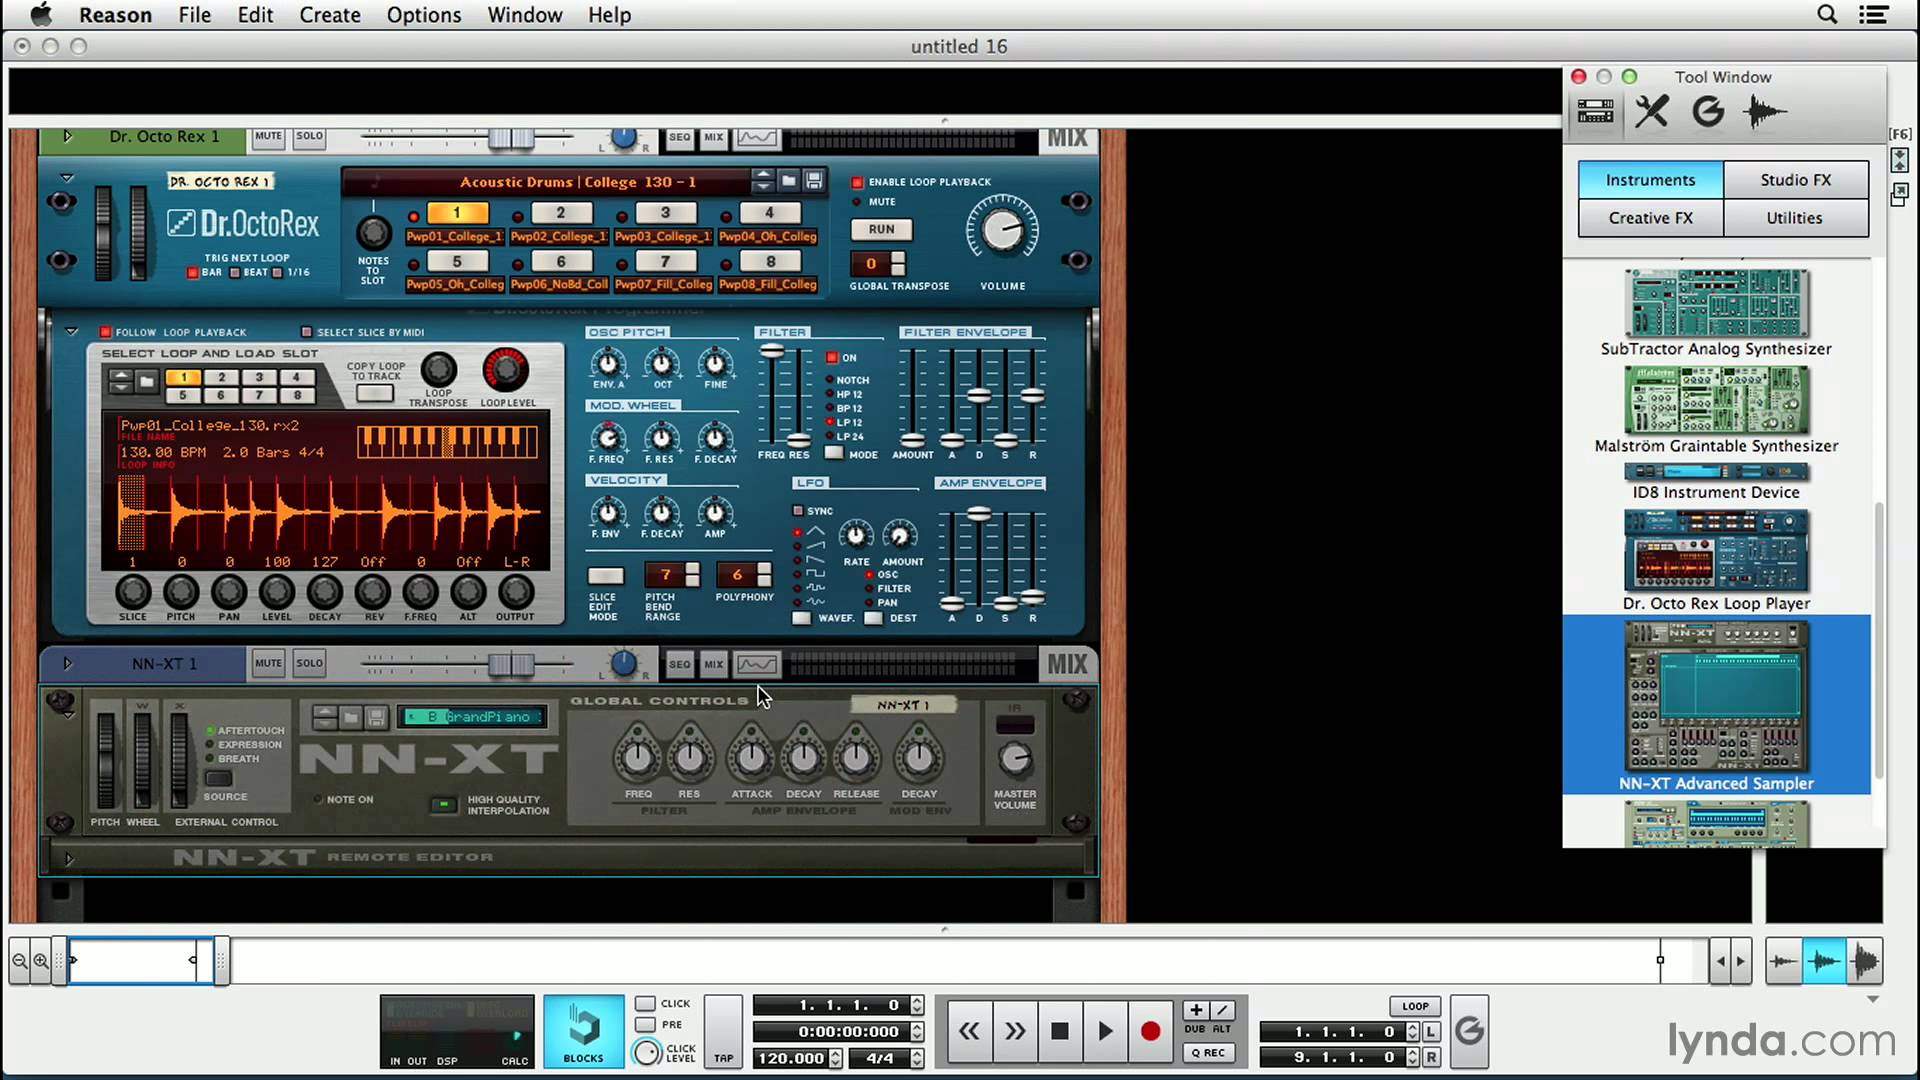 Reason File Edit Create Options Window Help
untitled 16
Tool Window
[F6]
Instruments Studio FX
Creative FX Utilities
SubTractor Analog Synthesizer
Malström Graintable Synthesizer
ID8 Instrument Device
Dr. Octo Rex Loop Player
NN-XT Advanced Sampler
Dr. Octo Rex 1 MUTE SOLO L R SEQ MIX MIX
DR. OCTO REX 1
Dr.OctoRex
TRIG NEXT LOOP
BAR BEAT 1/16
NOTES TO SLOT
Acoustic Drums | College 130 - 1
1 2 3 4
Pwp01_College_1 Pwp02_College_1 Pwp03_College_1 Pwp04_Oh_Colleg
5 6 7 8
Pwp05_Oh_Colleg Pwp06_NoBd_Coll Pwp07_Fill_Colleg Pwp08_Fill_Colleg
ENABLE LOOP PLAYBACK
MUTE
RUN
0
GLOBAL TRANSPOSE
VOLUME
FOLLOW LOOP PLAYBACK SELECT SLICE BY MIDI
SELECT LOOP AND LOAD SLOT
1 2 3 4
5 6 7 8
COPY LOOP TO TRACK
LOOP TRANSPOSE
LOOP LEVEL
Pwp01_College_130.rx2
FILE NAME
130.00 BPM 2.0 Bars 4/4
LOOP INFO
1 0 0 100 127 Off 0 Off L-R
SLICE PITCH PAN LEVEL DECAY REV F.FREQ ALT OUTPUT
OSC PITCH
ENV. A OCT FINE
MOD. WHEEL
F. FREQ F. RES F. DECAY
VELOCITY
F. ENV F. DECAY AMP
SLICE EDIT MODE
7
PITCH BEND RANGE
6
POLYPHONY
FILTER
ON
NOTCH
HP 12
BP 12
LP 12
LP 24
FREQ RES MODE
FILTER ENVELOPE
AMOUNT A D S R
LFO
SYNC
RATE AMOUNT
OSC
FILTER
PAN
WAVEF. DEST
AMP ENVELOPE
A D S R
NN-XT 1 MUTE SOLO L R SEQ MIX MIX
W X
PITCH WHEEL EXTERNAL CONTROL
AFTERTOUCH
EXPRESSION
BREATH
SOURCE
B GrandPiano
NN-XT
NOTE ON
HIGH QUALITY INTERPOLATION
GLOBAL CONTROLS
NN-XT 1
FREQ RES ATTACK DECAY RELEASE DECAY
FILTER AMP ENVELOPE MOD ENV
MASTER VOLUME
NN-XT REMOTE EDITOR
IN OUT DSP CALC
BLOCKS
CLICK
PRE
CLICK LEVEL
TAP
1. 1. 1. 0
0:00:00:000
120.000 4/4
DUB ALT
Q REC
LOOP
1. 1. 1. 0 L
9. 1. 1. 0 R
lynda.com